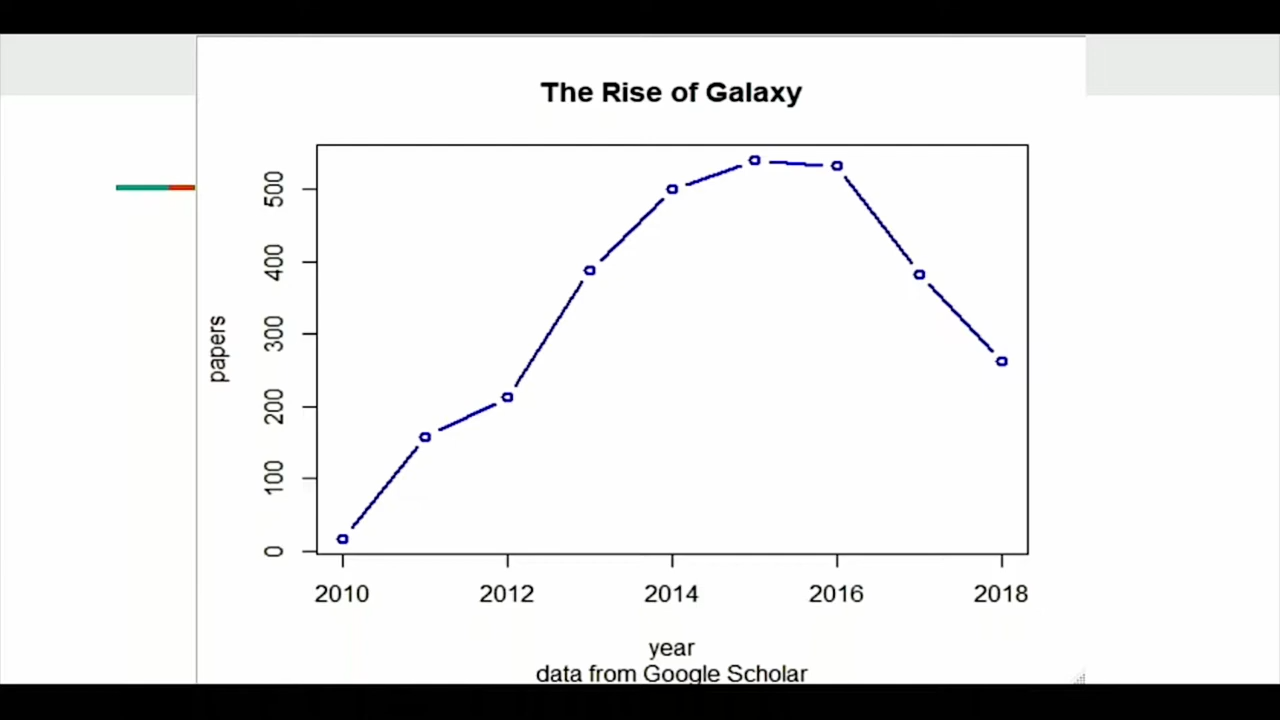 The Rise of Galaxy
500
400
300
200
100
0
papers
2010 2012 2014 2016 2018
year
data from Google Scholar